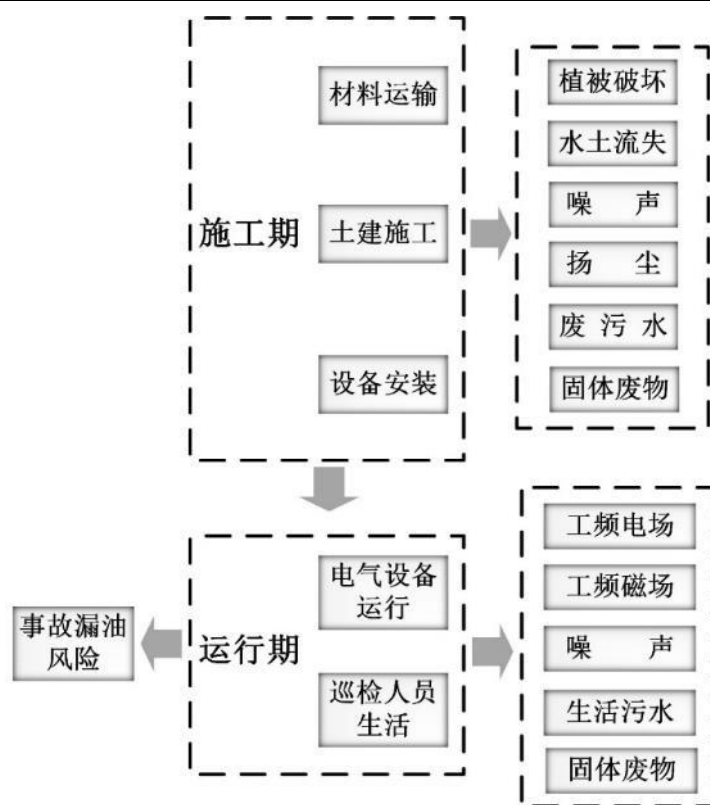 施工期
材料运输
土建施工
设备安装
植被破坏
水土流失
噪 声
扬 尘
废 污 水
固体废物
事故漏油
风险
运行期
电气设备
运行
巡检人员
生活
工频电场
工频磁场
噪 声
生活污水
固体废物